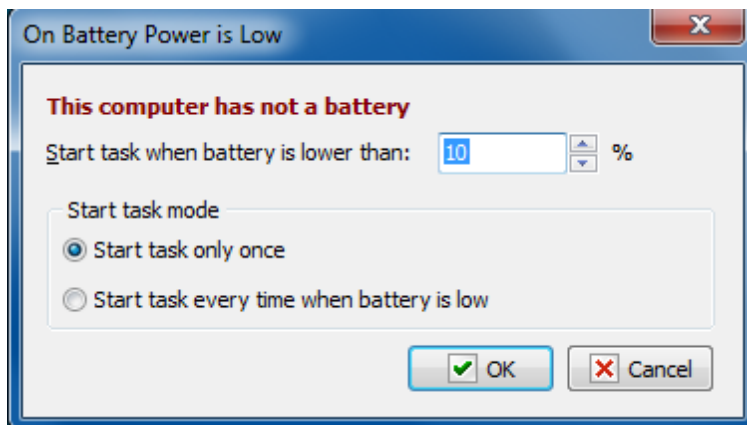 On Battery Power is Low
This computer has not a battery
Start task when battery is lower than: 10 %
Start task mode
Start task only once
Start task every time when battery is low
OK Cancel